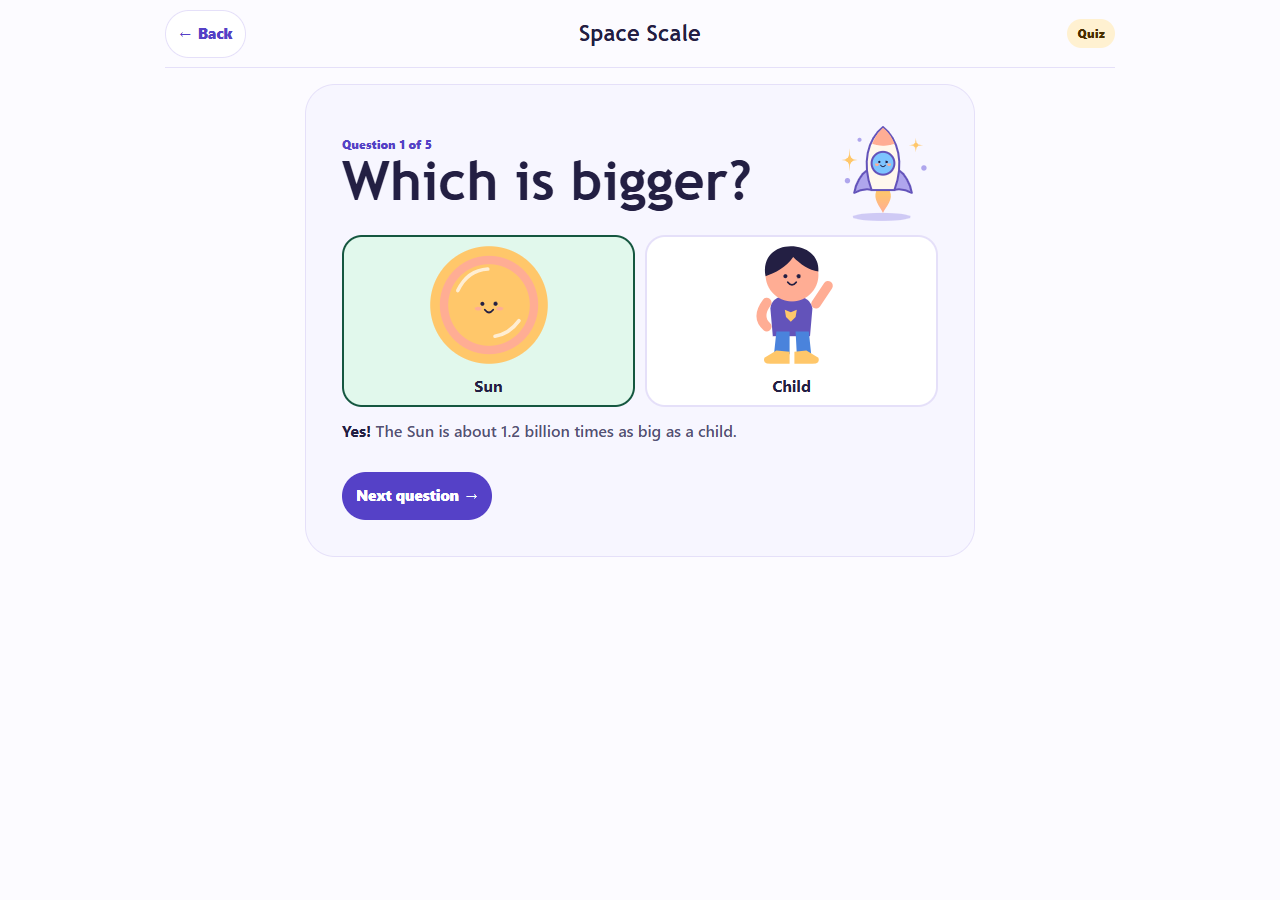 ← Back
Space Scale
Quiz
Question 1 of 5
Which is bigger?
Sun
Child
Yes! The Sun is about 1.2 billion times as big as a child.
Next question →